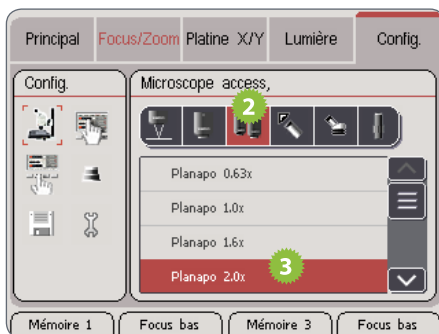 Principal Focus/Zoom Platine X/Y Lumière Config.
Config.
Microscope access,
2
Planapo 0.63x
Planapo 1.0x
Planapo 1.6x
Planapo 2.0x 3
Mémoire 1 Focus bas Mémoire 3 Focus bas